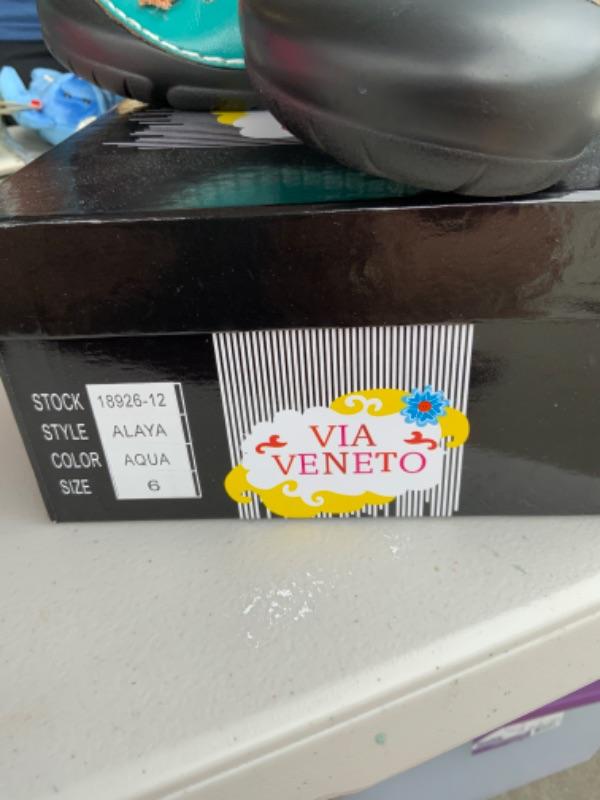 STOCK 18926-12
STYLE ALAYA
COLOR AQUA
SIZE 6
VIA
VENETO